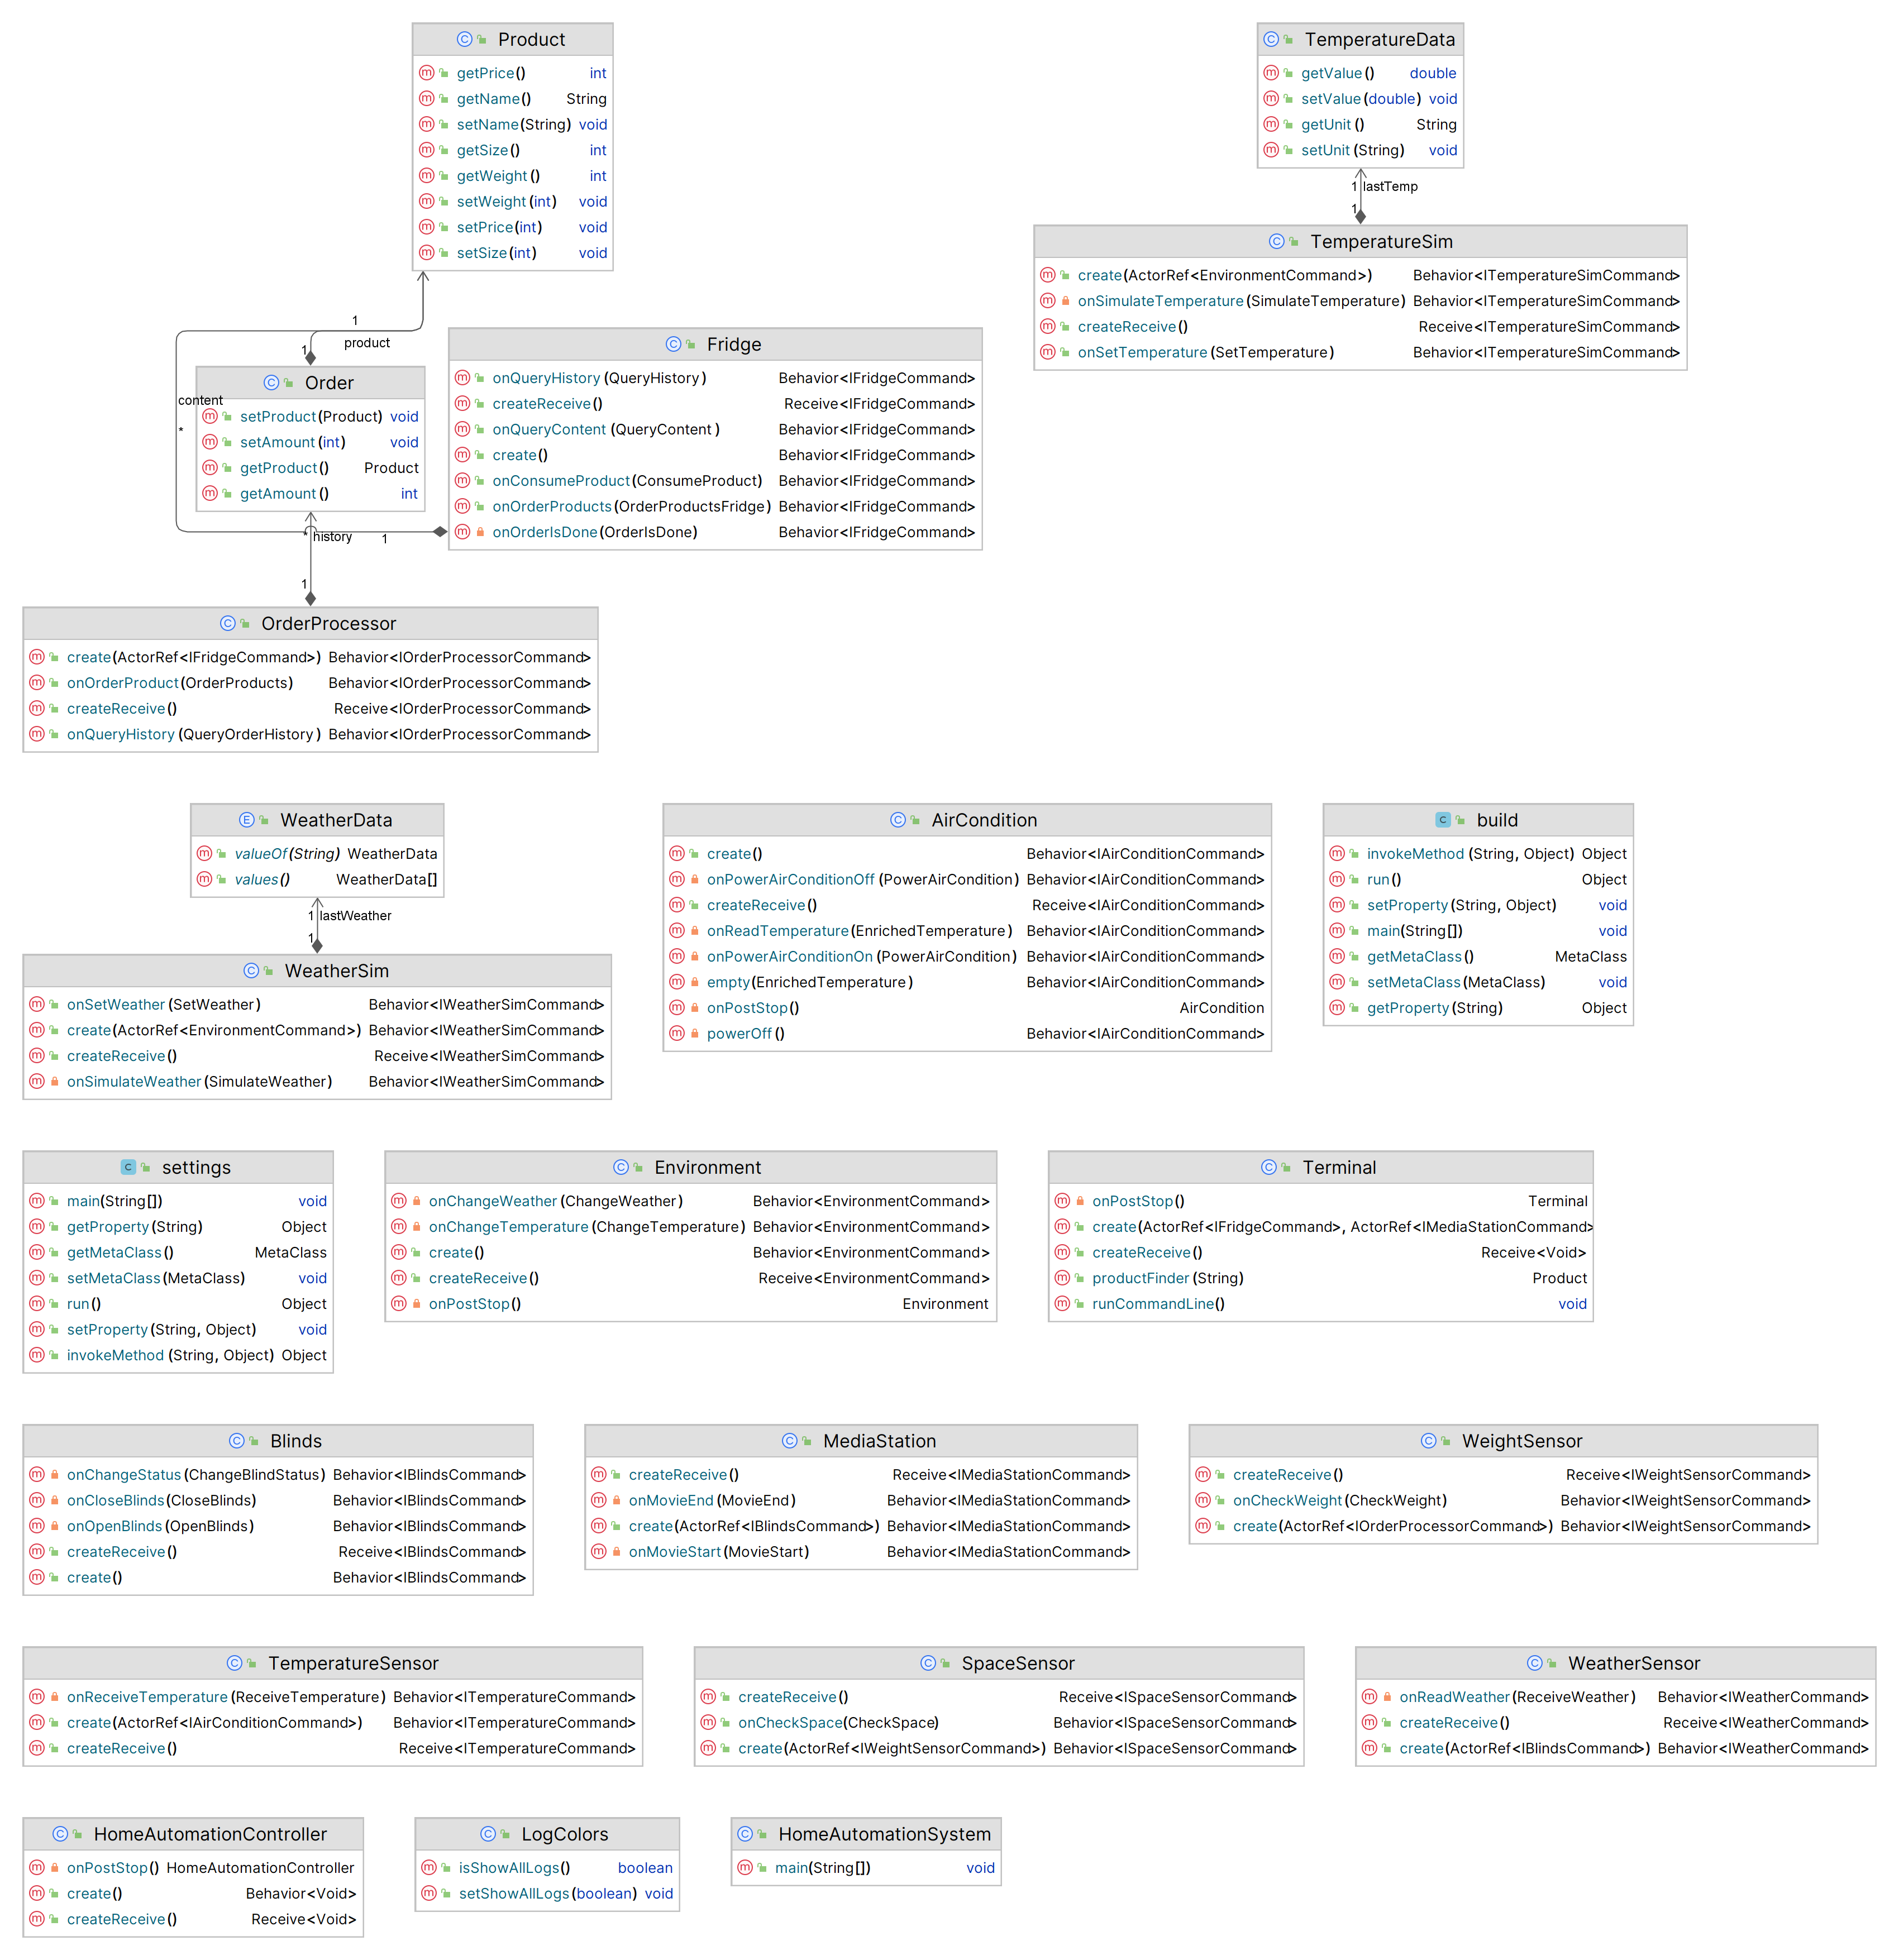 Product
getPrice() int
getName() String
setName(String) void
getSize() int
getWeight() int
setWeight(int) void
setPrice(int) void
setSize(int) void
TemperatureData
getValue() double
setValue(double) void
getUnit() String
setUnit(String) void
1 lastTemp
1
TemperatureSim
create(ActorRef<EnvironmentCommand>) Behavior<ITemperatureSimCommand>
onSimulateTemperature(SimulateTemperature) Behavior<ITemperatureSimCommand>
createReceive() Receive<ITemperatureSimCommand>
onSetTemperature(SetTemperature) Behavior<ITemperatureSimCommand>
1
product
1
content
*
Order
setProduct(Product) void
setAmount(int) void
getProduct() Product
getAmount() int
Fridge
onQueryHistory(QueryHistory) Behavior<IFridgeCommand>
createReceive() Receive<IFridgeCommand>
onQueryContent(QueryContent) Behavior<IFridgeCommand>
create() Behavior<IFridgeCommand>
onConsumeProduct(ConsumeProduct) Behavior<IFridgeCommand>
onOrderProducts(OrderProductsFridge) Behavior<IFridgeCommand>
onOrderIsDone(OrderIsDone) Behavior<IFridgeCommand>
* history 1
1
OrderProcessor
create(ActorRef<IFridgeCommand>) Behavior<IOrderProcessorCommand>
onOrderProduct(OrderProducts) Behavior<IOrderProcessorCommand>
createReceive() Receive<IOrderProcessorCommand>
onQueryHistory(QueryOrderHistory) Behavior<IOrderProcessorCommand>
WeatherData
valueOf(String) WeatherData
values() WeatherData[]
1 lastWeather
1
WeatherSim
onSetWeather(SetWeather) Behavior<IWeatherSimCommand>
create(ActorRef<EnvironmentCommand>) Behavior<IWeatherSimCommand>
createReceive() Receive<IWeatherSimCommand>
onSimulateWeather(SimulateWeather) Behavior<IWeatherSimCommand>
AirCondition
create() Behavior<IAirConditionCommand>
onPowerAirConditionOff(PowerAirCondition) Behavior<IAirConditionCommand>
createReceive() Receive<IAirConditionCommand>
onReadTemperature(EnrichedTemperature) Behavior<IAirConditionCommand>
onPowerAirConditionOn(PowerAirCondition) Behavior<IAirConditionCommand>
empty(EnrichedTemperature) Behavior<IAirConditionCommand>
onPostStop() AirCondition
powerOff() Behavior<IAirConditionCommand>
build
invokeMethod(String, Object) Object
run() Object
setProperty(String, Object) void
main(String[]) void
getMetaClass() MetaClass
setMetaClass(MetaClass) void
getProperty(String) Object
settings
main(String[]) void
getProperty(String) Object
getMetaClass() MetaClass
setMetaClass(MetaClass) void
run() Object
setProperty(String, Object) void
invokeMethod(String, Object) Object
Environment
onChangeWeather(ChangeWeather) Behavior<EnvironmentCommand>
onChangeTemperature(ChangeTemperature) Behavior<EnvironmentCommand>
create() Behavior<EnvironmentCommand>
createReceive() Receive<EnvironmentCommand>
onPostStop() Environment
Terminal
onPostStop() Terminal
create(ActorRef<IFridgeCommand>, ActorRef<IMediaStationCommand>
createReceive() Receive<Void>
productFinder(String) Product
runCommandLine() void
Blinds
onChangeStatus(ChangeBlindStatus) Behavior<IBlindsCommand>
onCloseBlinds(CloseBlinds) Behavior<IBlindsCommand>
onOpenBlinds(OpenBlinds) Behavior<IBlindsCommand>
createReceive() Receive<IBlindsCommand>
create() Behavior<IBlindsCommand>
MediaStation
createReceive() Receive<IMediaStationCommand>
onMovieEnd(MovieEnd) Behavior<IMediaStationCommand>
create(ActorRef<IBlindsCommand>) Behavior<IMediaStationCommand>
onMovieStart(MovieStart) Behavior<IMediaStationCommand>
WeightSensor
createReceive() Receive<IWeightSensorCommand>
onCheckWeight(CheckWeight) Behavior<IWeightSensorCommand>
create(ActorRef<IOrderProcessorCommand>) Behavior<IWeightSensorCommand>
TemperatureSensor
onReceiveTemperature(ReceiveTemperature) Behavior<ITemperatureCommand>
create(ActorRef<IAirConditionCommand>) Behavior<ITemperatureCommand>
createReceive() Receive<ITemperatureCommand>
SpaceSensor
createReceive() Receive<ISpaceSensorCommand>
onCheckSpace(CheckSpace) Behavior<ISpaceSensorCommand>
create(ActorRef<IWeightSensorCommand>) Behavior<ISpaceSensorCommand>
WeatherSensor
onReadWeather(ReceiveWeather) Behavior<IWeatherCommand>
createReceive() Receive<IWeatherCommand>
create(ActorRef<IBlindsCommand>) Behavior<IWeatherCommand>
HomeAutomationController
onPostStop() HomeAutomationController
create() Behavior<Void>
createReceive() Receive<Void>
LogColors
isShowAllLogs() boolean
setShowAllLogs(boolean) void
HomeAutomationSystem
main(String[]) void